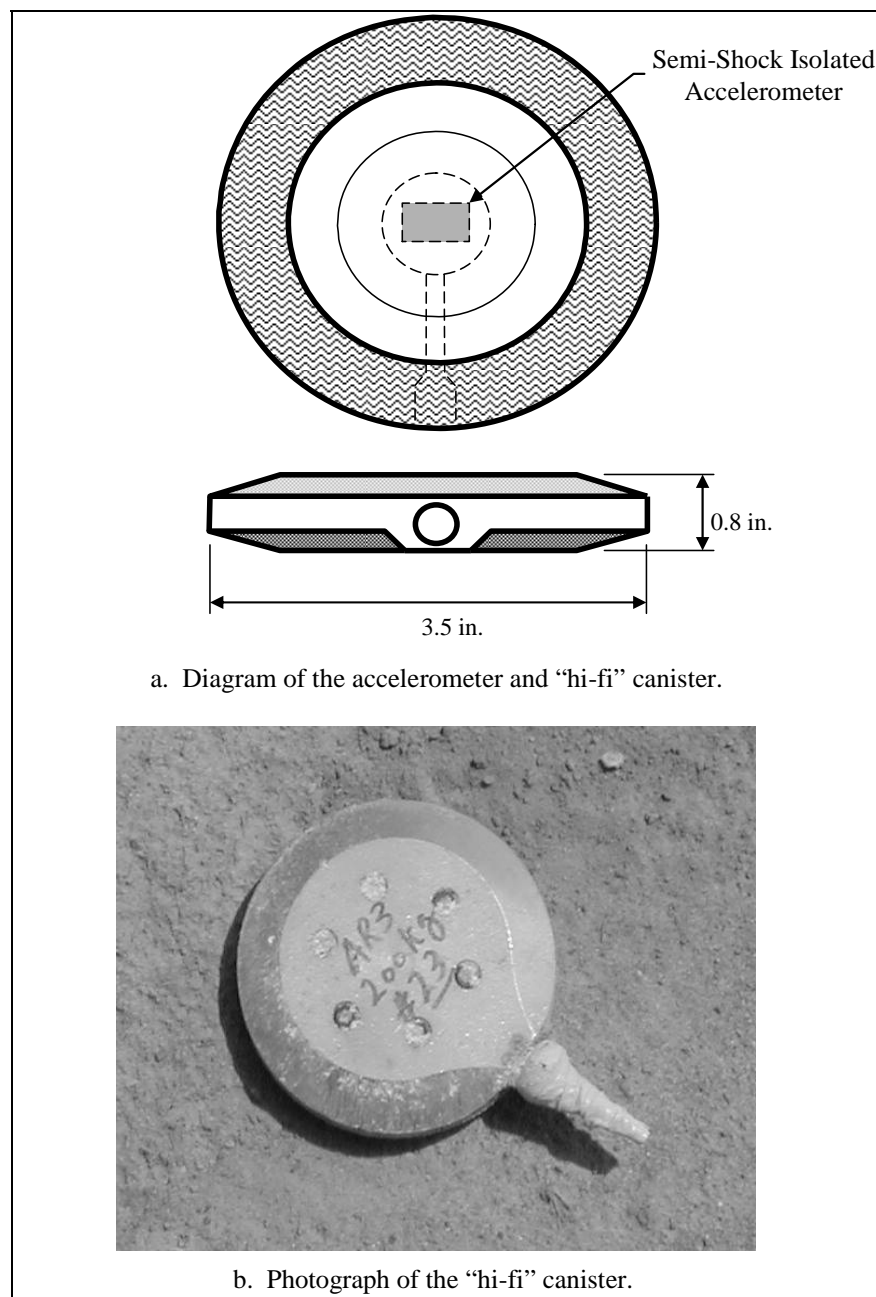 Semi-Shock Isolated
Accelerometer
0.8 in.
3.5 in.
a. Diagram of the accelerometer and “hi-fi” canister.
AR3
200kg
#23
b. Photograph of the “hi-fi” canister.